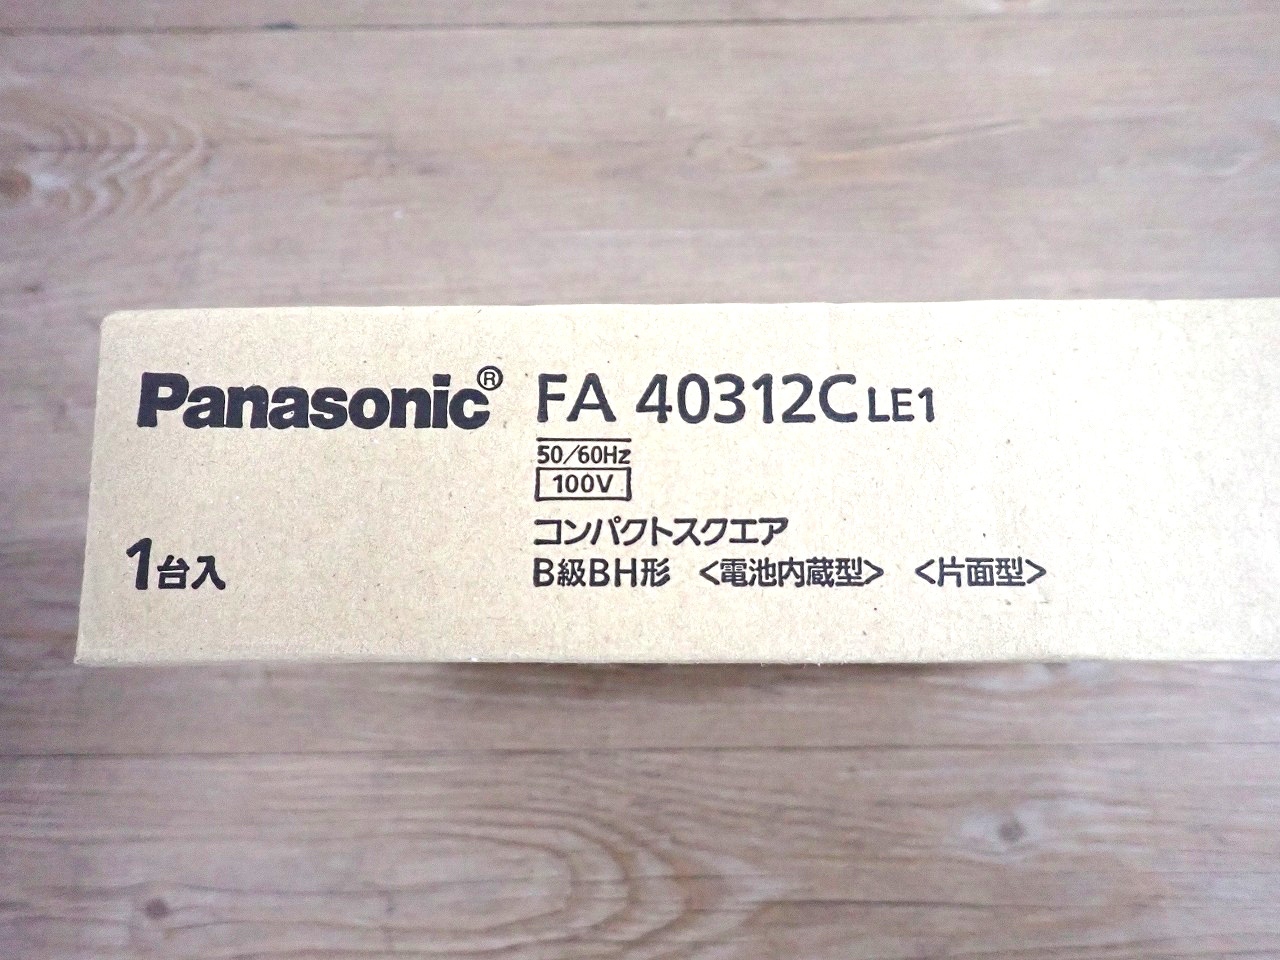 Panasonic® FA 40312C LE1
50/60Hz
100V
コンパクトスクエア
1台入
B級BH形 <電池内蔵型> <片面型>